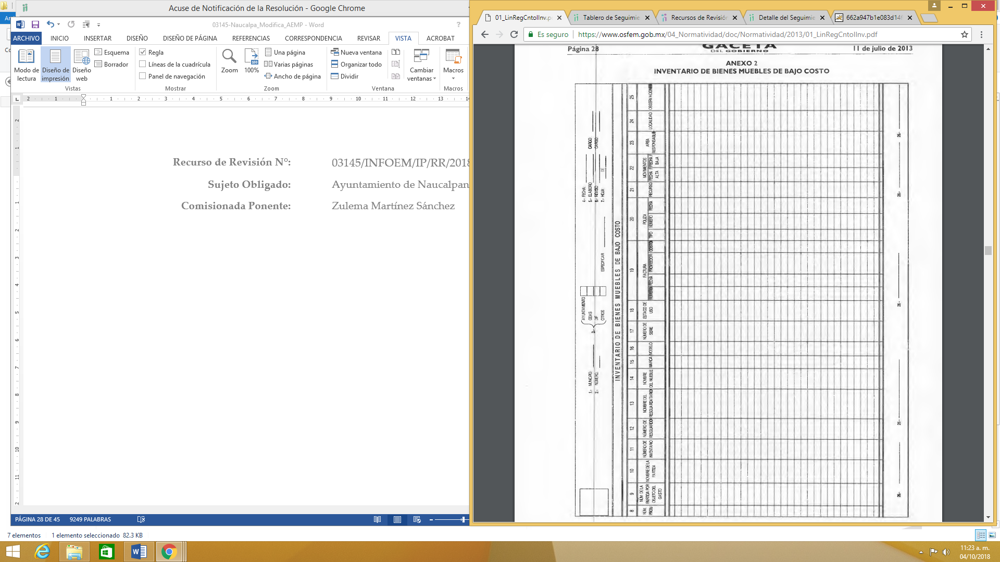 Acuse de Notificación de la Resolución - Google Chrome
03145-Naucalpa_Modifica_AEMP - Word
?
ARCHIVO INICIO INSERTAR DISEÑO DISEÑO DE PÁGINA REFERENCIAS CORRESPONDENCIA REVISAR VISTA ACROBAT
Modo de lectura
Diseño de impresión
Diseño web
Esquema
Borrador
Vistas
Regla
Líneas de la cuadrícula
Panel de navegación
Mostrar
Zoom
100%
Una página
Varias páginas
Ancho de página
Zoom
Nueva ventana
Organizar todo
Dividir
Cambiar ventanas
Ventana
Macros
Macros
Recurso de Revisión N°: 03145/INFOEM/IP/RR/2018
Sujeto Obligado: Ayuntamiento de Naucalpan
Comisionada Ponente: Zulema Martínez Sánchez
PÁGINA 28 DE 45 9249 PALABRAS
7 elementos 1 elemento seleccionado 82.3 KB
01_LinRegCntolInv.p
Tablero de Seguimie
Recursos de Revisión
Detalle del Seguimie
662a947b1e083d14f
Es seguro https://www.osfem.gob.mx/04_Normatividad/doc/Normatividad/2013/01_LinRegCntolInv.pdf
Página 28 GACETA DEL GOBIERNO 11 de julio de 2013
ANEXO 2
INVENTARIO DE BIENES MUEBLES DE BAJO COSTO
1.- MUNICIPIO
2.- NÚMERO
3.-
AYUNTAMIENTO
ODAS
DIF
OTROS
ESPECIFICAR
4.- FECHA:
5.- ELABORÓ
6.- REVISÓ
7.- HOJA: DE
CARGO
CARGO
INVENTARIO DE BIENES MUEBLES DE BAJO COSTO
8 NÚM. PROG
9 NÚM DE LA PARTIDA POR OBJETO DEL GASTO
10 NOMBRE DE LA PARTIDA
11 NÚMERO DE INVENTARIO
12 NÚMERO DE RESGUARDO
13 NOMBRE DEL RESGUARDATARIO
14 NOMBRE DEL MUEBLE
15 MARCA
16 MODELO
17 NÚMERO DE SERIE
18 ESTADO DE USO
19 FACTURA NÚMERO FECHA PROVEEDOR COSTO
20 PÓLIZA TIPO NÚMERO FECHA
21 RECURSO
22 MOVIMIENTOS FECHA / ALTA FECHA / BAJA
23 ÁREA RESPONSABLE
24 LOCALIDAD
25 OBSERVACIONES
26.- 26.- 26.- 26.- 26.-
11:23 a. m.
04/10/2018